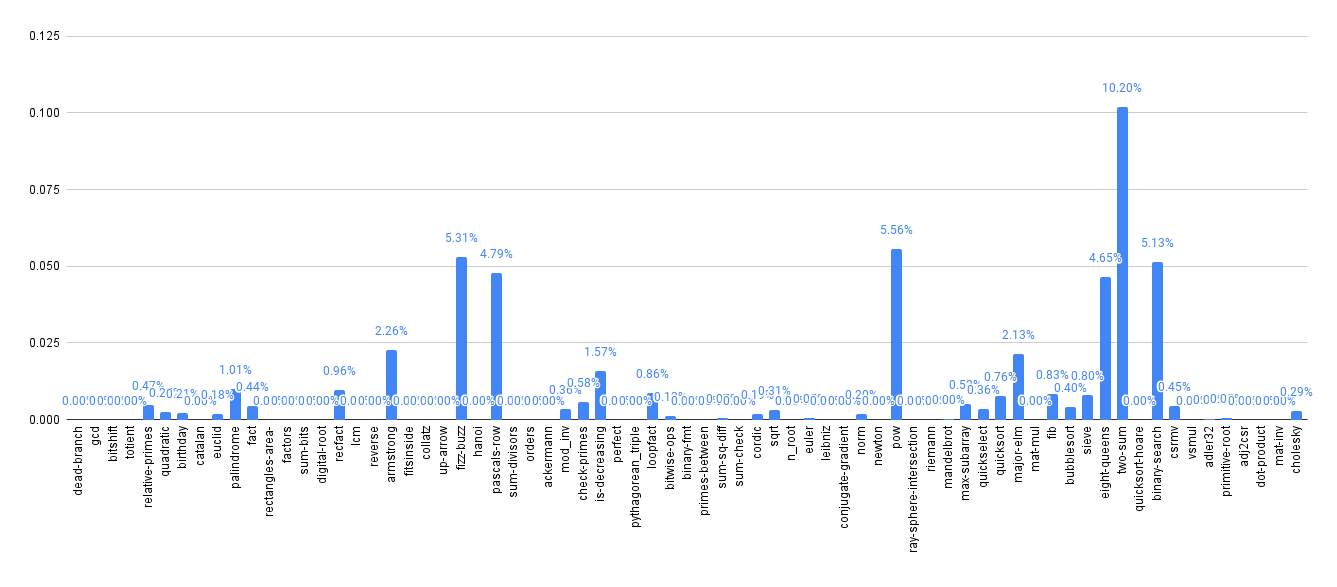 0.125
0.100
0.075
0.050
0.025
0.000
0.47%
0.21%
0.18%
1.01%
0.44%
0.96%
2.26%
5.31%
4.79%
0.36%
0.58%
1.57%
0.86%
0.31%
5.56%
0.36%
0.76%
2.13%
0.00%
0.83%
0.40%
0.80%
4.65%
10.20%
0.00%
5.13%
0.45%
0.29%
dead-branch
gcd
bitshift
totient
relative-primes
quadratic
birthday
catalan
euclid
palindrome
fact
rectangles-area-
factors
sum-bits
digital-root
recfact
lcm
reverse
armstrong
fitsinside
collatz
up-arrow
fizz-buzz
hanoi
pascals-row
sum-divisors
orders
ackermann
mod_inv
check-primes
is-decreasing
perfect
pythagorean_triple
loopfact
bitwise-ops
binary-fmt
primes-between
sum-sq-diff
sum-check
cordic
sqrt
n_root
euler
leibniz
conjugate-gradient
norm
newton
pow
ray-sphere-intersection
riemann
mandelbrot
max-subarray
quickselect
quicksort
major-elm
mat-mul
fib
bubblesort
sieve
eight-queens
two-sum
quicksort-hoare
binary-search
csrmv
vsmul
adler32
primitive-root
adj2csr
dot-product
mat-inv
cholesky